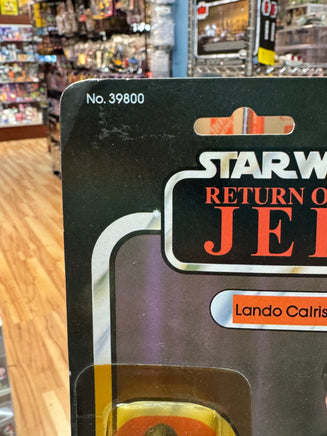 No. 39800
STAR W
RETURN O
JE
Lando Calris